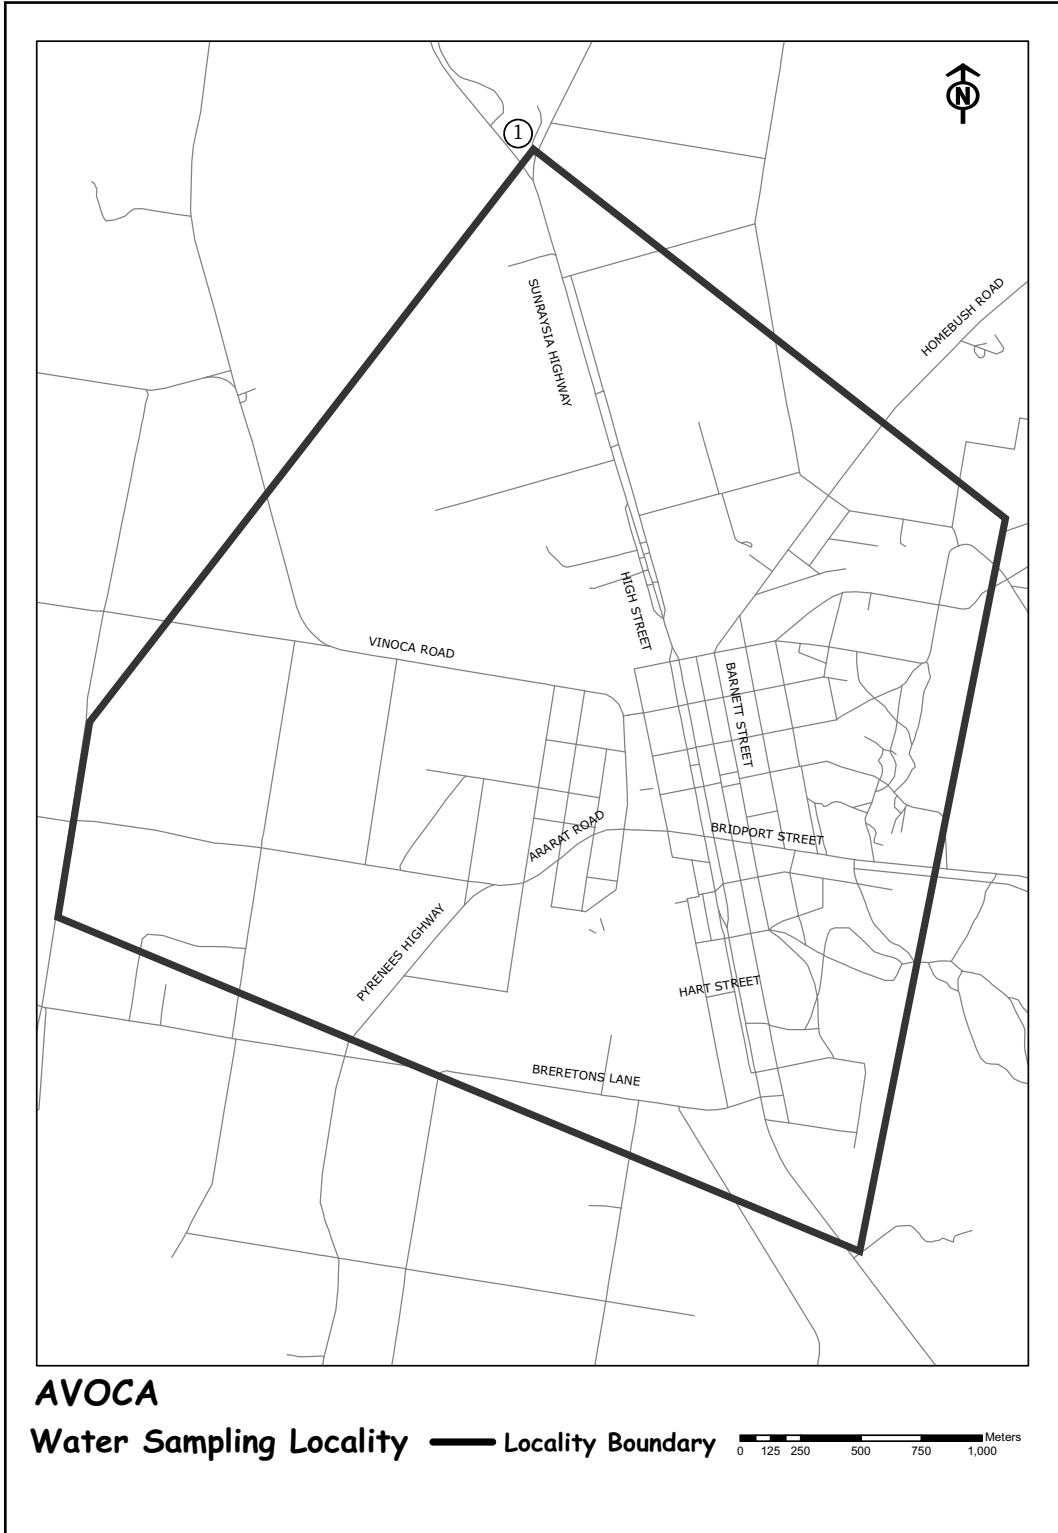 N
1
SUNRAYSIA HIGHWAY
HOMEBUSH ROAD
HIGH STREET
VINOCA ROAD
BARNETT STREET
ARARAT ROAD
BRIDPORT STREET
PYRENEES HIGHWAY
HART STREET
BRERETONS LANE
AVOCA
Water Sampling Locality
Locality Boundary
Meters
0 125 250 500 750 1,000